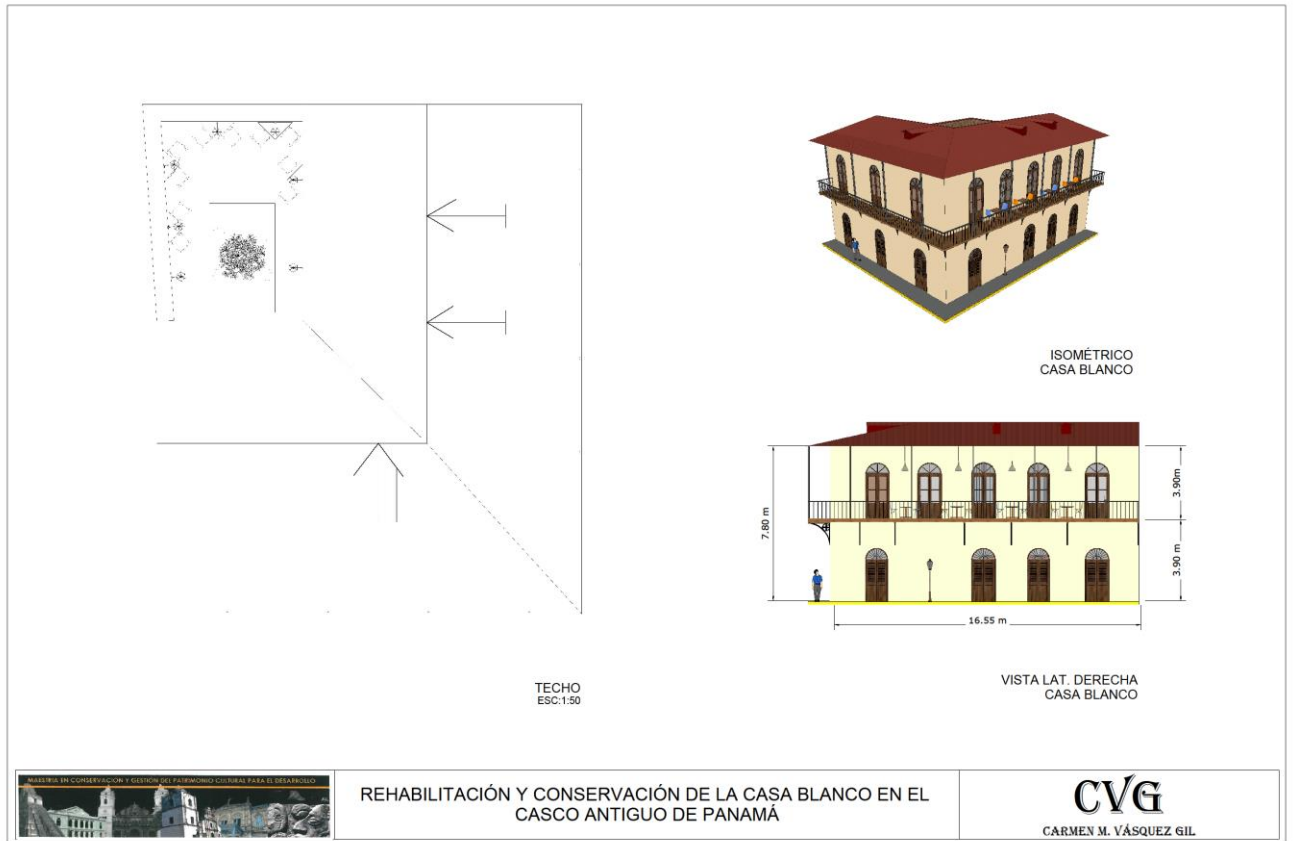 ISOMÉTRICO
CASA BLANCO
7.80 m
3.90m
3.90 m
16.55 m
TECHO
ESC:1:50
VISTA LAT. DERECHA
CASA BLANCO
MAESTRIA EN CONSERVACIÓN Y GESTIÓN DEL PATRIMONIO CULTURAL PARA EL DESARROLLO
REHABILITACIÓN Y CONSERVACIÓN DE LA CASA BLANCO EN EL
CASCO ANTIGUO DE PANAMÁ
CVG
CARMEN M. VÁSQUEZ GIL